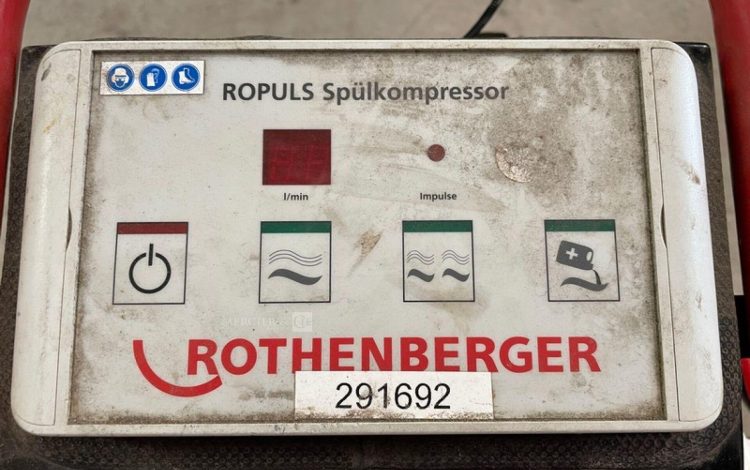 ROPULS Spülkompressor
l/min
Impulse
ROTHENBERGER
291692